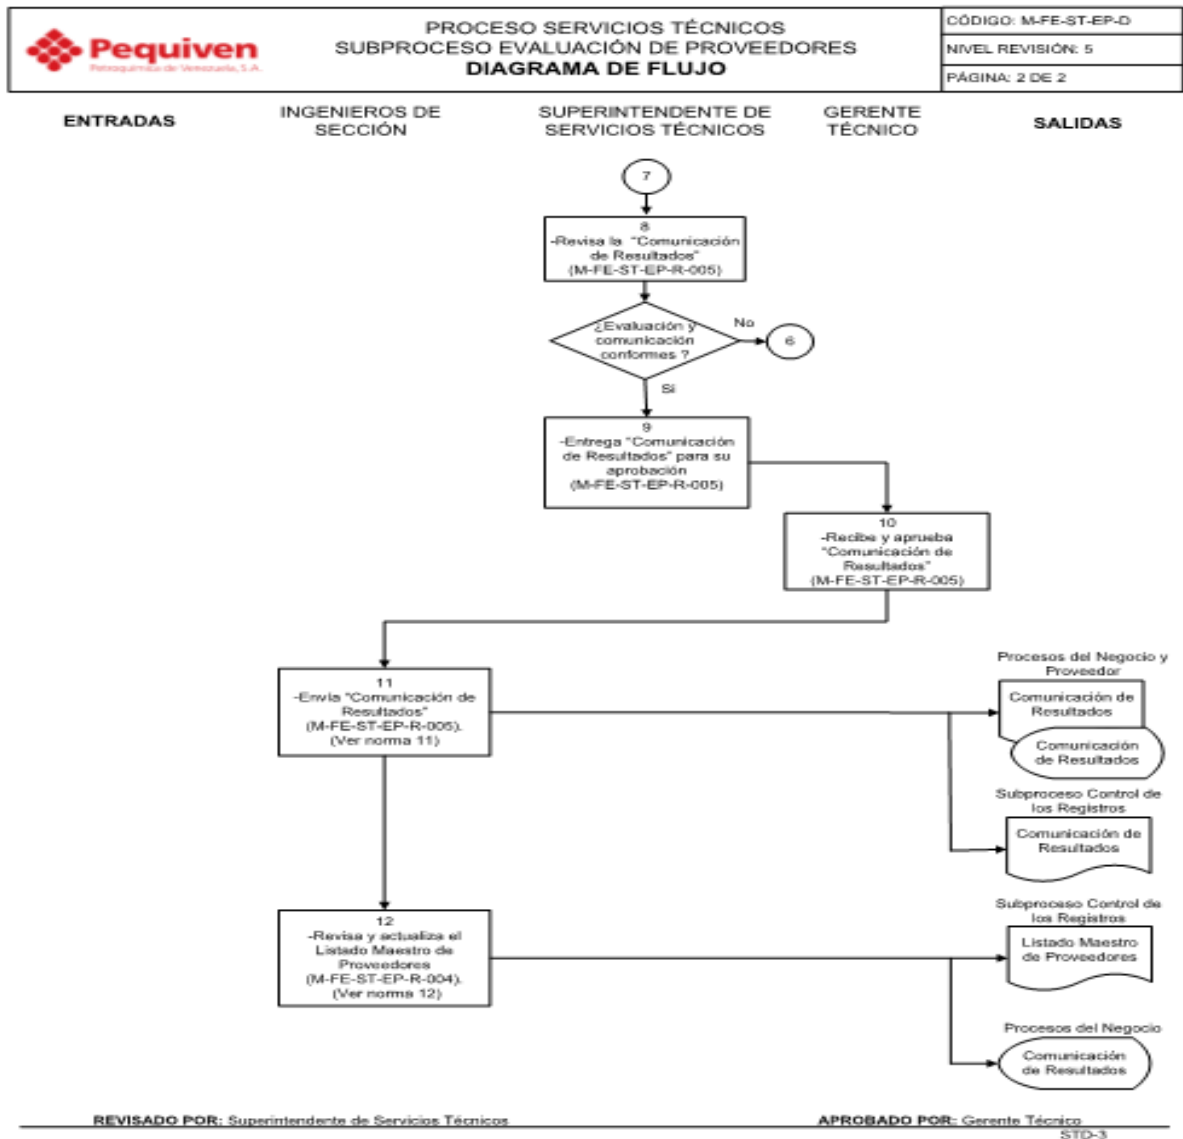 Pequiven
Petroquímica de Venezuela, S.A.
PROCESO SERVICIOS TÉCNICOS
SUBPROCESO EVALUACIÓN DE PROVEEDORES
DIAGRAMA DE FLUJO
CÓDIGO: M-FE-ST-EP-D
NIVEL REVISIÓN: 5
PÁGINA: 2 DE 2
ENTRADAS
INGENIEROS DE
SECCIÓN
SUPERINTENDENTE DE
SERVICIOS TÉCNICOS
GERENTE
TÉCNICO
SALIDAS
7
8
-Revisa la "Comunicación
de Resultados"
(M-FE-ST-EP-R-005)
¿Evaluación y
comunicación
conformes ?
No
6
Si
9
-Entrega "Comunicación
de Resultados" para su
aprobación
(M-FE-ST-EP-R-005)
10
-Recibe y aprueba
"Comunicación de
Resultados"
(M-FE-ST-EP-R-005)
11
-Envía "Comunicación de
Resultados"
(M-FE-ST-EP-R-005).
(Ver norma 11)
Procesos del Negocio y
Proveedor
Comunicación de
Resultados
Comunicación
de Resultados
Subproceso Control de
los Registros
Comunicación de
Resultados
12
-Revisa y actualiza el
Listado Maestro de
Proveedores
(M-FE-ST-EP-R-004).
(Ver norma 12)
Subproceso Control de
los Registros
Listado Maestro
de Proveedores
Procesos del Negocio
Comunicación
de Resultados
REVISADO POR: Superintendente de Servicios Técnicos
APROBADO POR: Gerente Técnico
STD-3